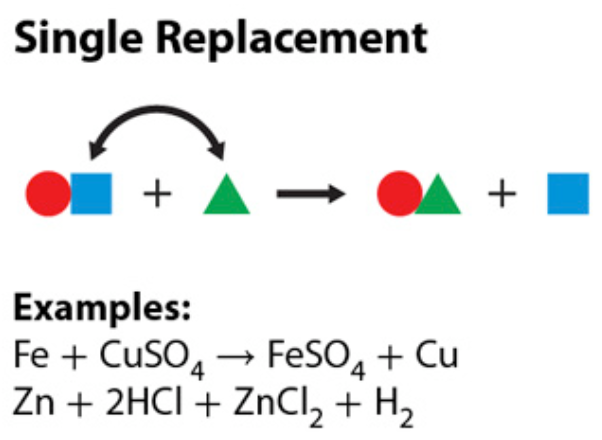 Single Replacement
+ → +
Examples:
Fe + CuSO₄ → FeSO₄ + Cu
Zn + 2HCl + ZnCl₂ + H₂